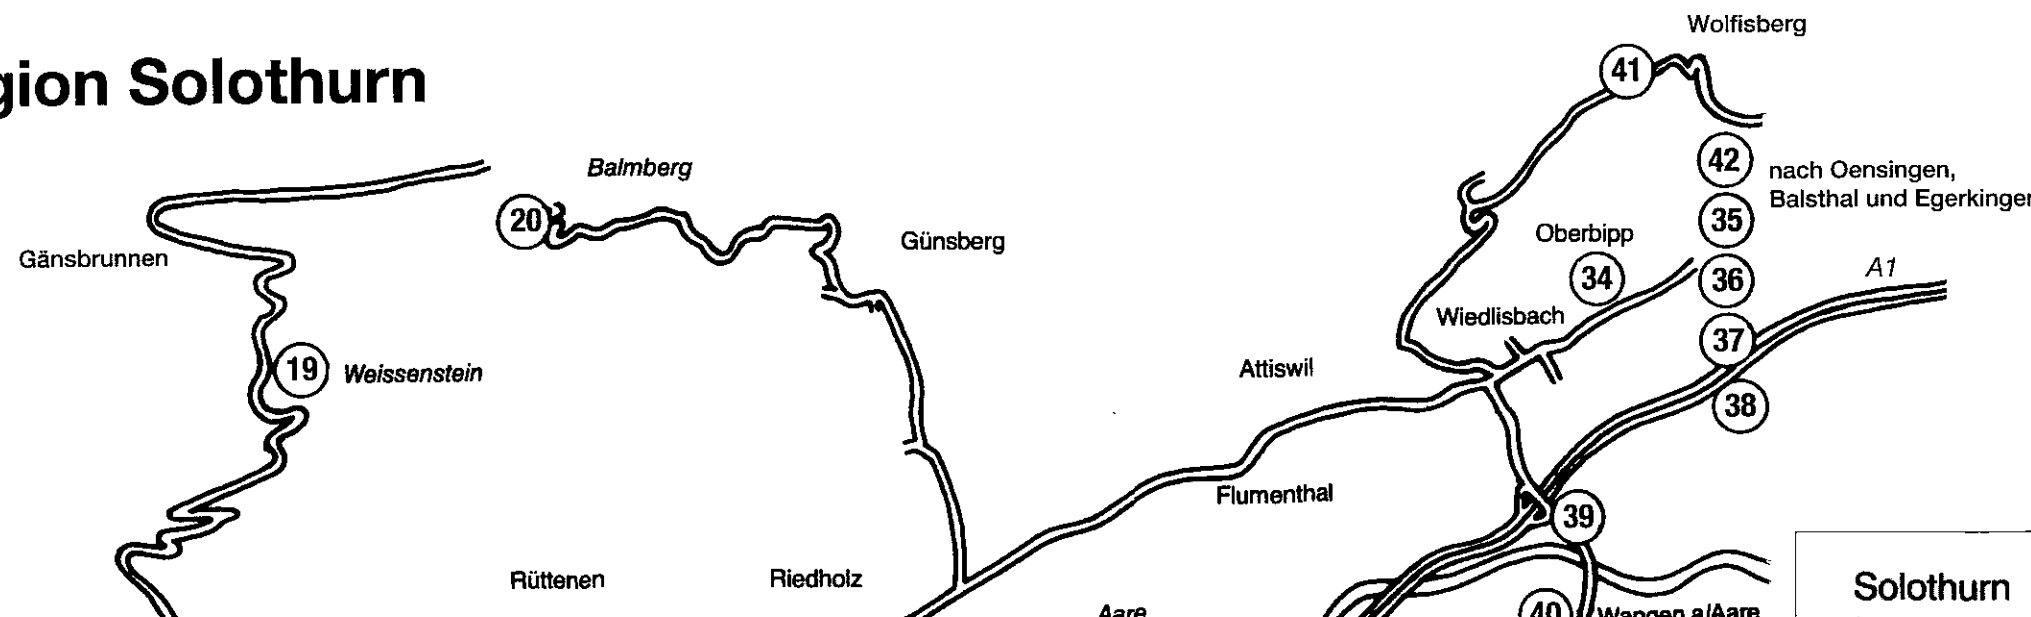 gion Solothurn
Wolfisberg
41
42
nach Oensingen,
Balsthal und Egerkingen
35
Balmberg
20
Günsberg
Gänsbrunnen
Oberbipp
34
36
A1
Wiedlisbach
37
19
Weissenstein
Attiswil
38
Flumenthal
39
Rüttenen
Riedholz
Aare
40
Wangen a/Aare
Solothurn